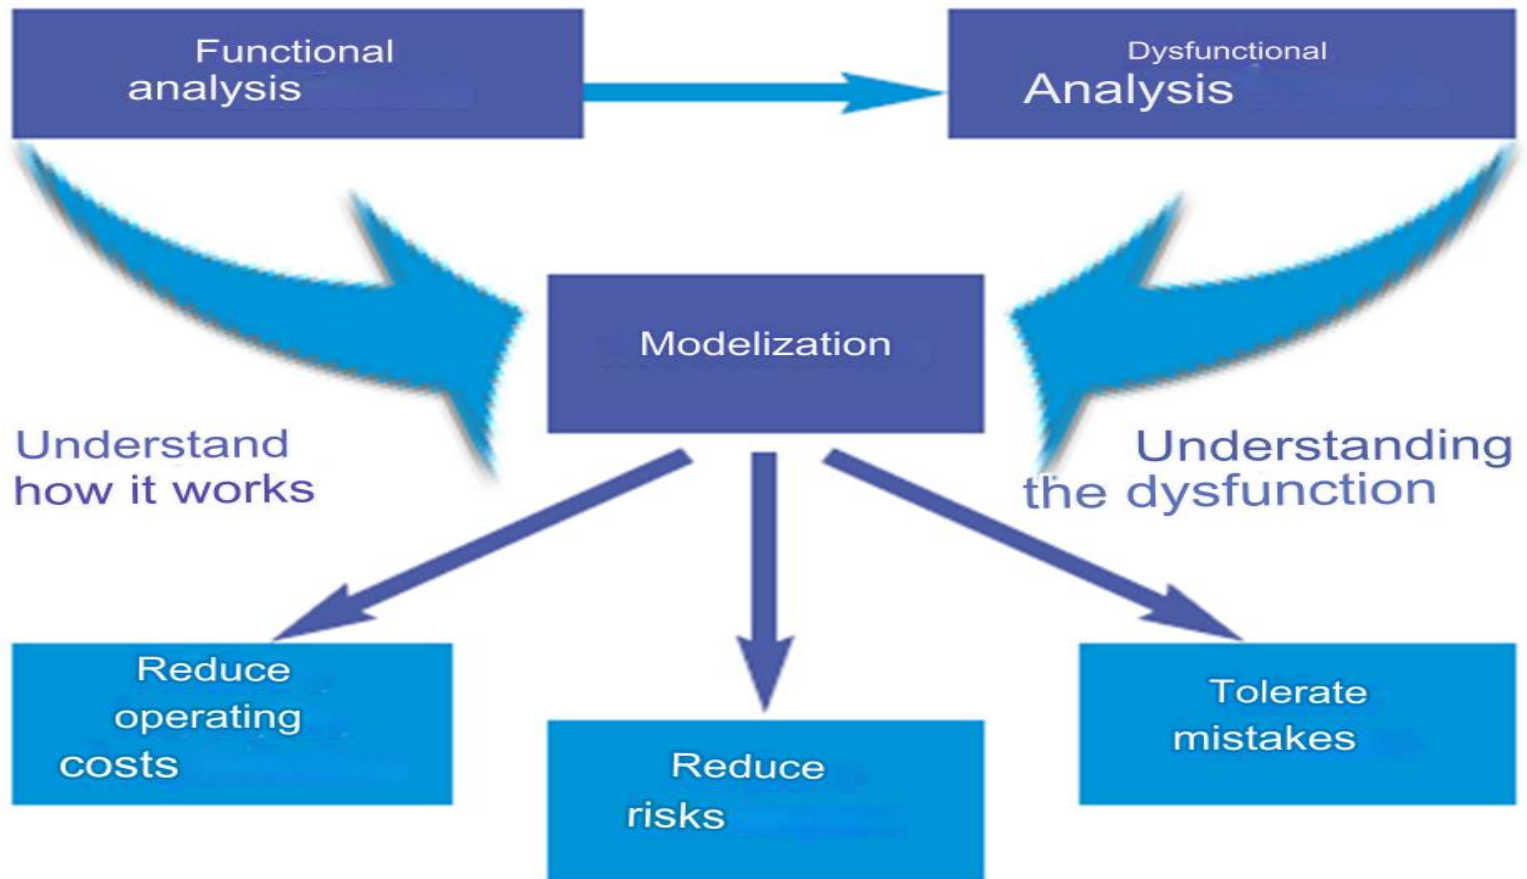 Functional
analysis
Dysfunctional
Analysis
Modelization
Understand
how it works
Understanding
the dysfunction
Reduce
operating
costs
Reduce
risks
Tolerate
mistakes